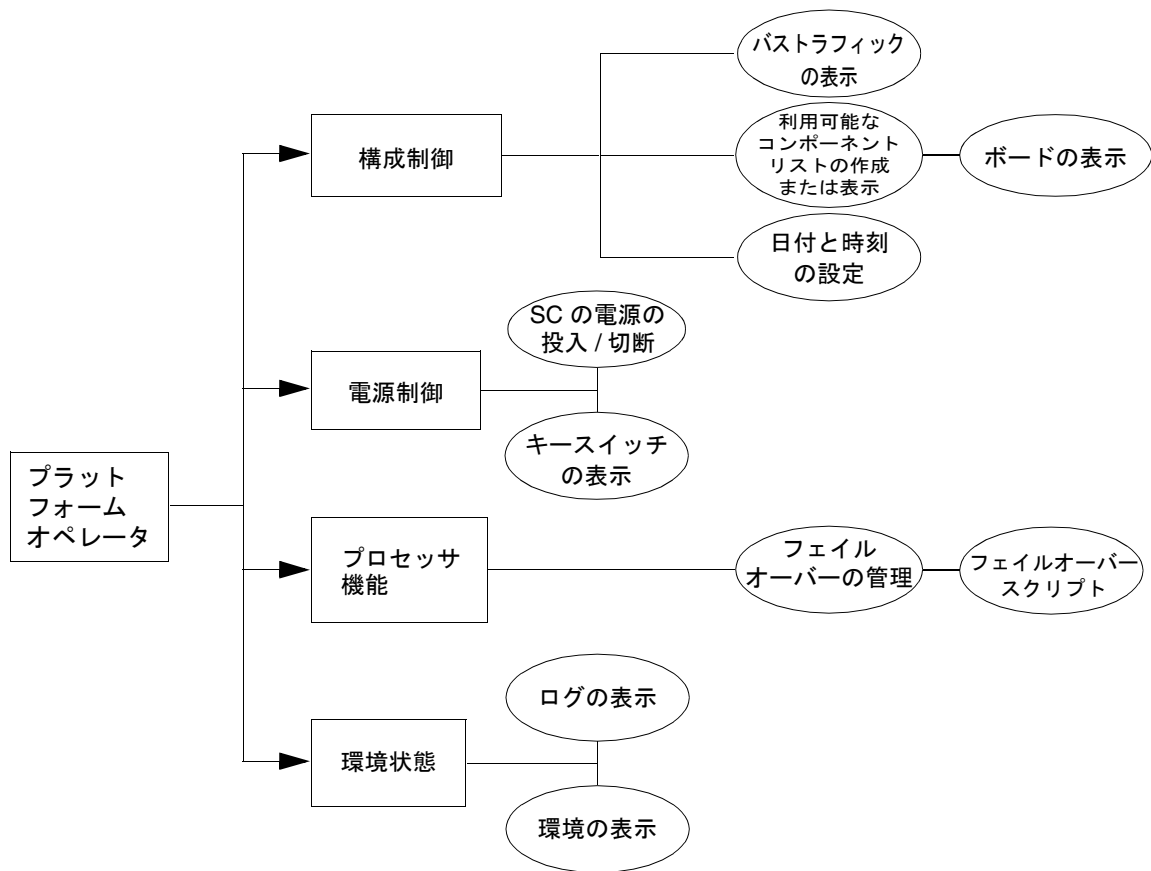 バストラフィック
の表示
構成制御
利用可能な
コンポーネント
リストの作成
または表示
ボードの表示
日付と時刻
の設定
SC の電源の
投入 / 切断
電源制御
キースイッチ
の表示
プラット
フォーム
オペレータ
プロセッサ
機能
フェイル
オーバーの管理
フェイルオーバー
スクリプト
ログの表示
環境状態
環境の表示